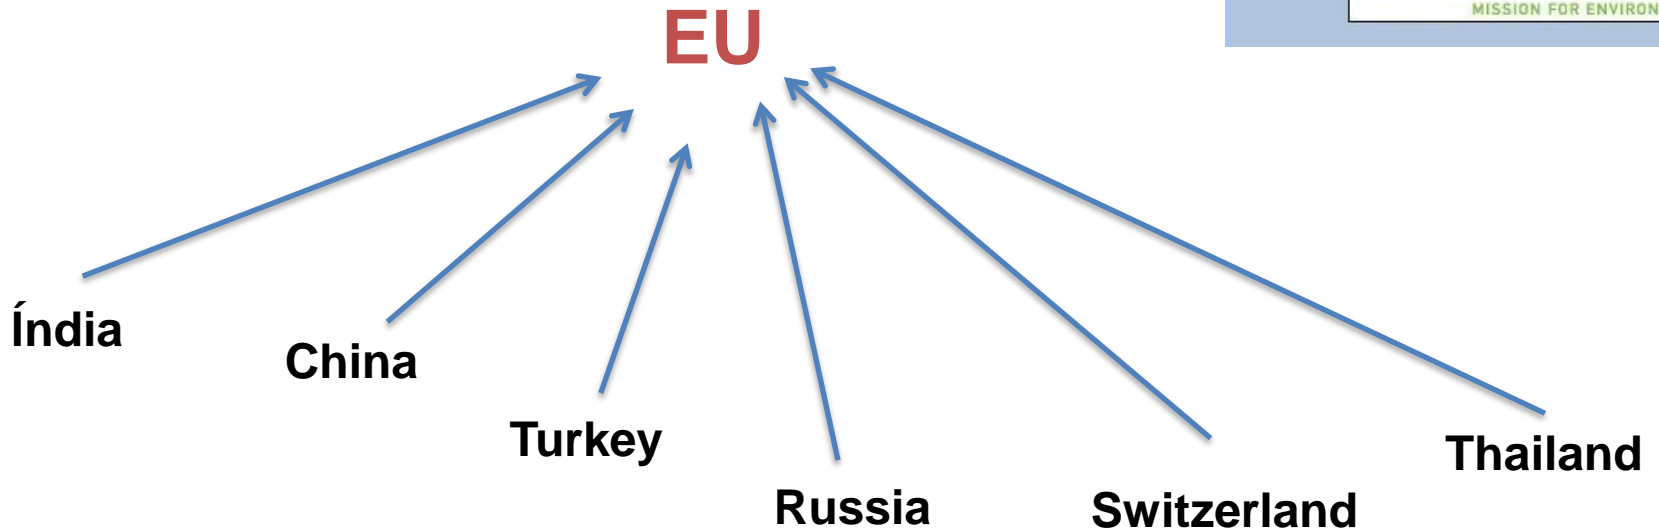 MISSION FOR ENVIRON
EU
Índia
China
Turkey
Russia
Switzerland
Thailand